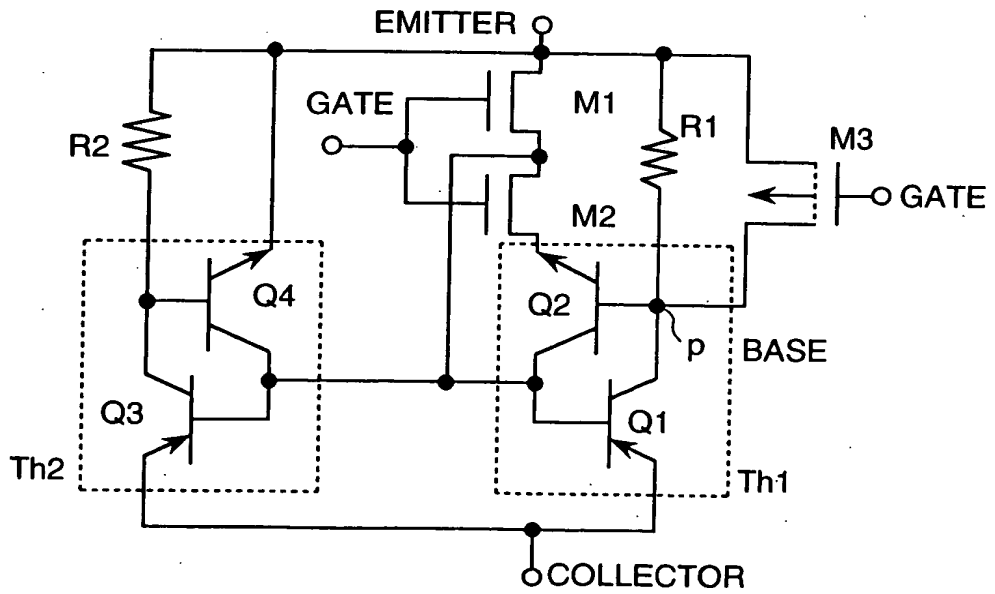 EMITTER
GATE
M1
R1
M3
R2
GATE
M2
Q4
Q2
p
BASE
Q3
Q1
Th2
Th1
COLLECTOR